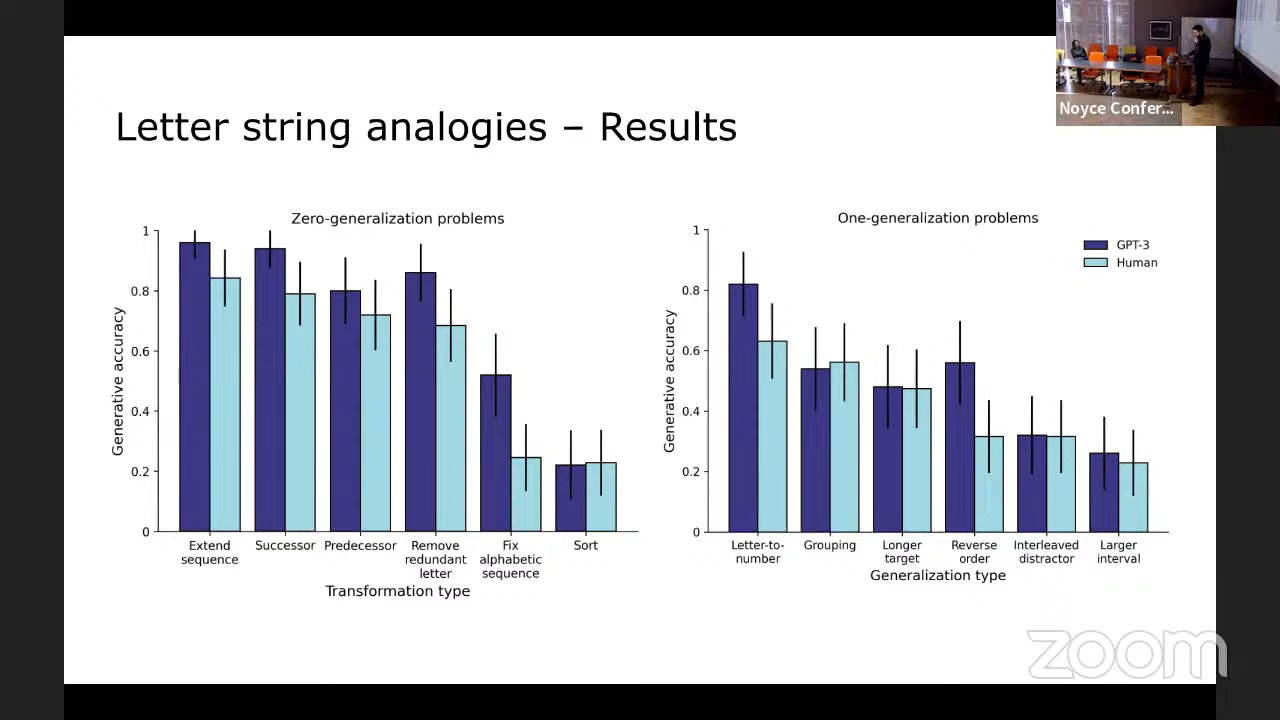 Noyce Confer...
Letter string analogies – Results
Zero-generalization problems
Generative accuracy
1
0.8
0.6
0.4
0.2
0
Extend
sequence
Successor
Predecessor
Remove
redundant
letter
Fix
alphabetic
sequence
Sort
Transformation type
One-generalization problems
GPT-3
Human
Generative accuracy
1
0.8
0.6
0.4
0.2
0
Letter-to-
number
Grouping
Longer
target
Reverse
order
Interleaved
distractor
Larger
interval
Generalization type
zoom